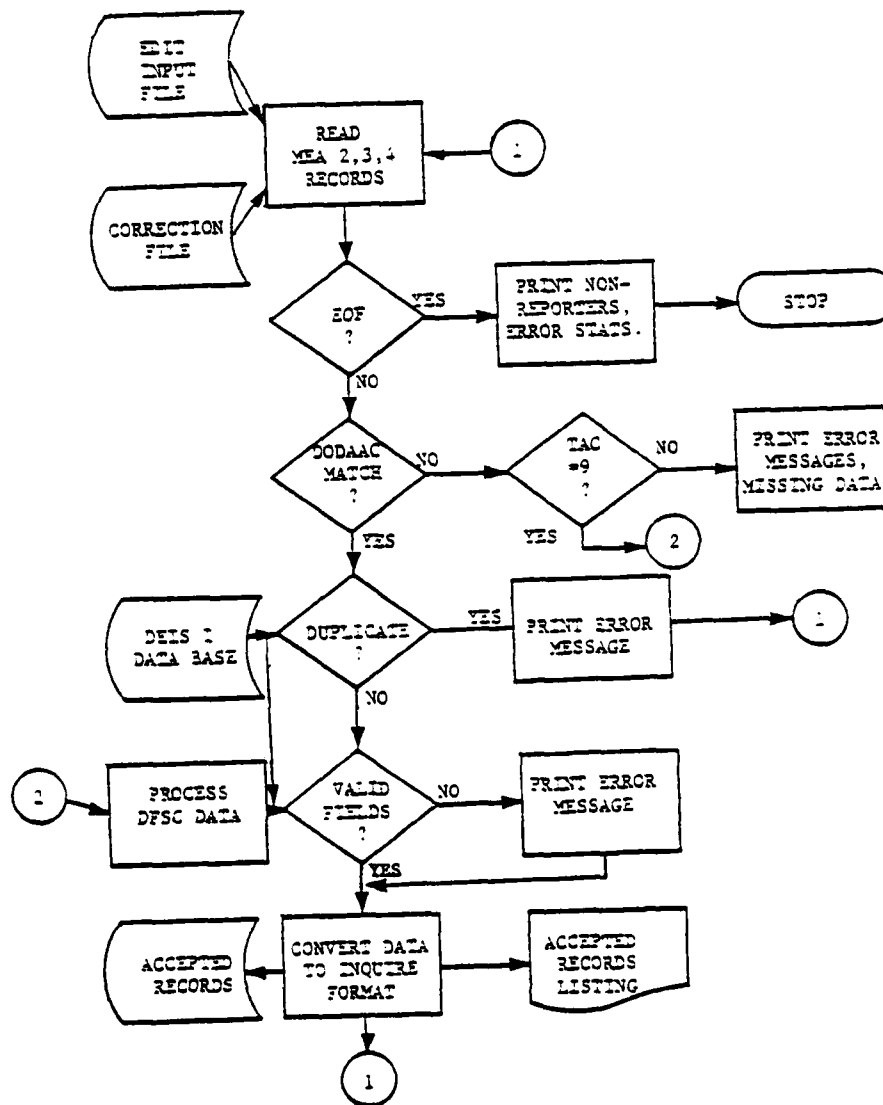 EDIT
INPUT
FILE
READ
MEA 2,3,4
RECORDS
1
CORRECTION
FILE
EOF
?
YES
PRINT NON-
REPORTERS,
ERROR STATS.
STOP
NO
DODAAC
MATCH
?
NO
TAC
=9
?
NO
PRINT ERROR
MESSAGES,
MISSING DATA
YES
YES
2
DEIS I
DATA BASE
DUPLICATE
?
YES
PRINT ERROR
MESSAGE
1
NO
2
PROCESS
DFSC DATA
VALID
FIELDS
?
NO
PRINT ERROR
MESSAGE
YES
ACCEPTED
RECORDS
CONVERT DATA
TO INQUIRE
FORMAT
ACCEPTED
RECORDS
LISTING
1